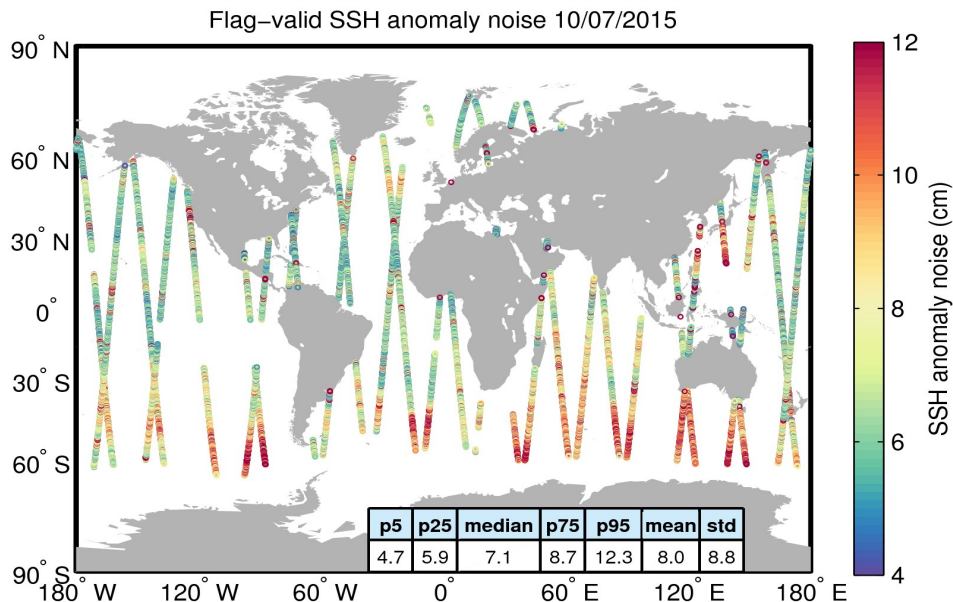 Flag−valid SSH anomaly noise 10/07/2015
90° N
60° N
30° N
0°
30° S
60° S
90° S
180° W
120° W
60° W
0°
60° E
120° E
180° E
p5 p25 median p75 p95 mean std
4.7 5.9 7.1 8.7 12.3 8.0 8.8
12
10
8
6
4
SSH anomaly noise (cm)